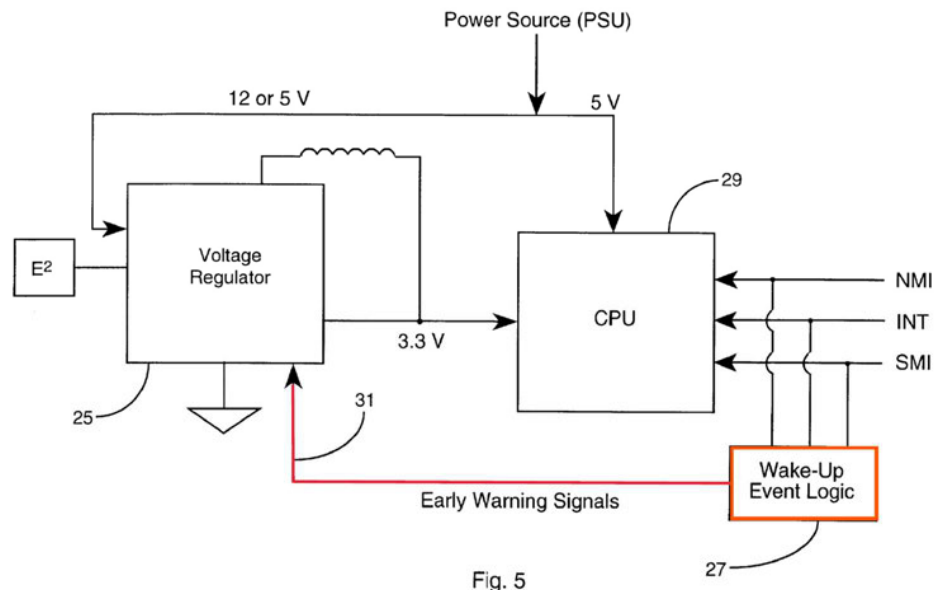 Power Source (PSU)
12 or 5 V
5 V
29
E²
Voltage
Regulator
CPU
NMI
INT
SMI
3.3 V
25
31
Wake-Up
Event Logic
Early Warning Signals
27
Fig. 5